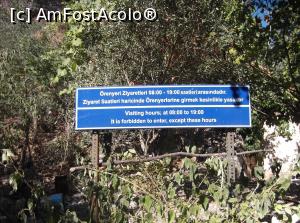 [c] AmFostAcolo®
Örenyeri Ziyaretleri 08:00 - 19:00 saatleri arasındadır.
Ziyaret Saatleri haricinde Örenyerlerine girmek kesinlikle yasaktır.
Visiting hours; at 08:00 to 19:00
It is forbidden to enter, except these hours